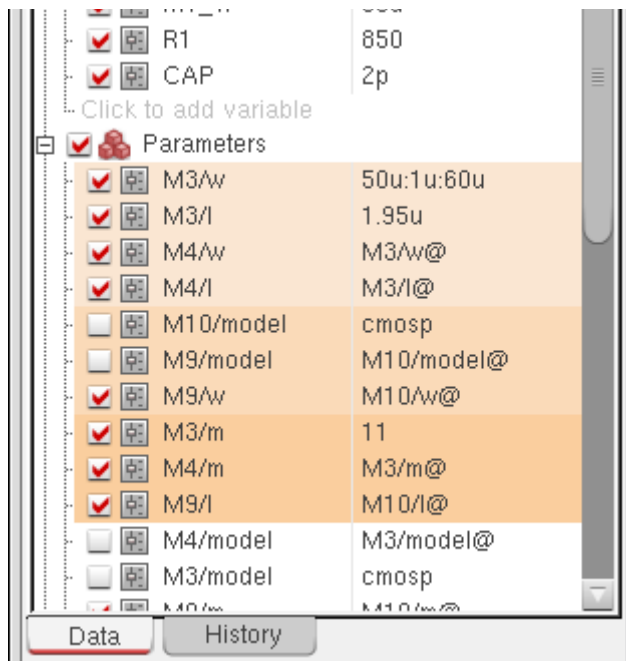 R1 850
CAP 2p
Click to add variable
Parameters
M3/w 50u:1u:60u
M3/l 1.95u
M4/w M3/w@
M4/l M3/l@
M10/model cmosp
M9/model M10/model@
M9/w M10/w@
M3/m 11
M4/m M3/m@
M9/l M10/l@
M4/model M3/model@
M3/model cmosp
Data History